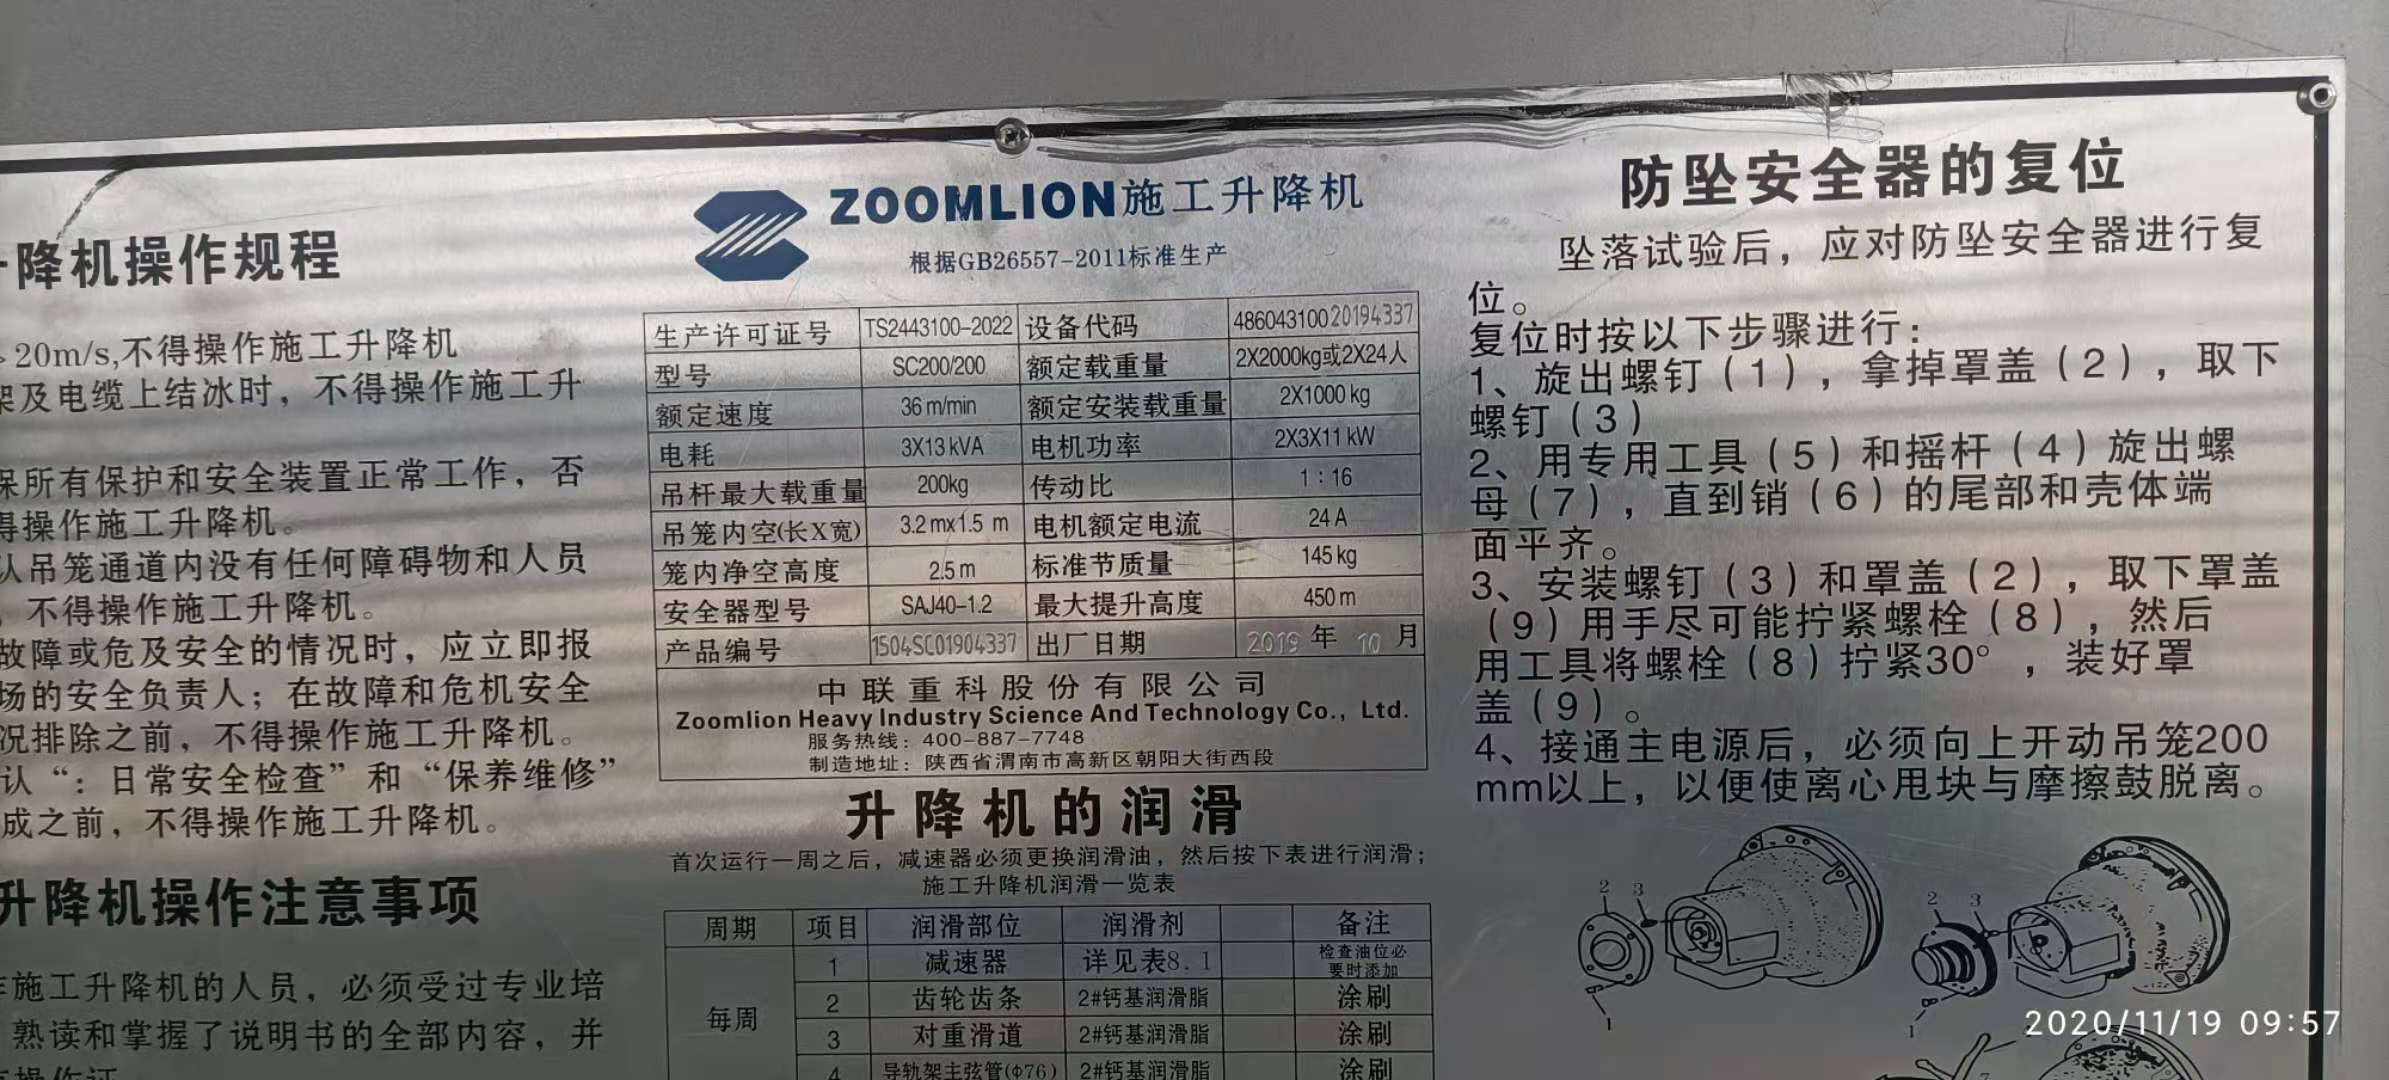 升降机操作规程
20m/s,不得操作施工升降机
架及电缆上结冰时，不得操作施工升
保所有保护和安全装置正常工作，否
得操作施工升降机。
认吊笼通道内没有任何障碍物和人员
，不得操作施工升降机。
故障或危及安全的情况时，应立即报
场的安全负责人；在故障和危机安全
况排除之前，不得操作施工升降机。
认“：日常安全检查”和“保养维修”
成之前，不得操作施工升降机。
升降机操作注意事项
作施工升降机的人员，必须受过专业培
熟读和掌握了说明书的全部内容，并
操作证
ZOOMLION施工升降机
根据GB26557-2011标准生产
生产许可证号 TS2443100-2022 设备代码 48604310020194337
型号 SC200/200 额定载重量 2X2000kg或2X24人
额定速度 36 m/min 额定安装载重量 2X1000 kg
电耗 3X13 kVA 电机功率 2X3X11 kW
吊杆最大载重量 200kg 传动比 1：16
吊笼内空(长X宽) 3.2 mx1.5 m 电机额定电流 24 A
笼内净空高度 2.5 m 标准节质量 145 kg
安全器型号 SAJ40-1.2 最大提升高度 450 m
产品编号 1504SC01904337 出厂日期 2019 年 10 月
中联重科股份有限公司
Zoomlion Heavy Industry Science And Technology Co., Ltd.
服务热线：400-887-7748
制造地址：陕西省渭南市高新区朝阳大街西段
升降机的润滑
首次运行一周之后，减速器必须更换润滑油，然后按下表进行润滑；
施工升降机润滑一览表
周期 项目 润滑部位 润滑剂 备注
每周 1 减速器 详见表8.1 检查油位必要时添加
2 齿轮齿条 2#钙基润滑脂 涂刷
3 对重滑道 2#钙基润滑脂 涂刷
4 导轨架主弦管(Φ76) 2#钙基润滑脂 涂刷
防坠安全器的复位
坠落试验后，应对防坠安全器进行复
位。
复位时按以下步骤进行：
1、旋出螺钉（1），拿掉罩盖（2），取下
螺钉（3）
2、用专用工具（5）和摇杆（4）旋出螺
母（7），直到销（6）的尾部和壳体端
面平齐。
3、安装螺钉（3）和罩盖（2），取下罩盖
（9）用手尽可能拧紧螺栓（8），然后
用工具将螺栓（8）拧紧30°，装好罩
盖（9）。
4、接通主电源后，必须向上开动吊笼200
mm以上，以便使离心甩块与摩擦鼓脱离。
2 3
1
2 3
1
7
2020/11/19 09:57